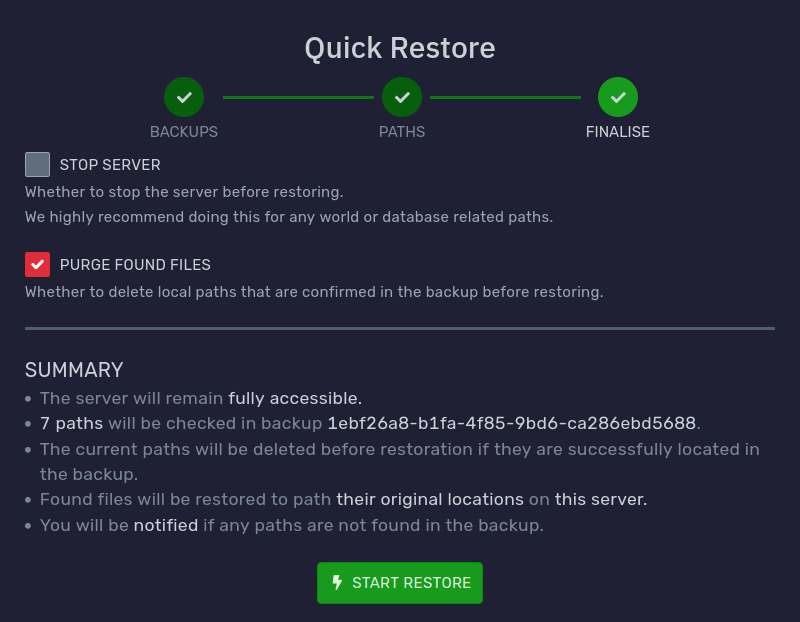 Quick Restore
BACKUPS
PATHS
FINALISE
STOP SERVER
Whether to stop the server before restoring.
We highly recommend doing this for any world or database related paths.
PURGE FOUND FILES
Whether to delete local paths that are confirmed in the backup before restoring.
SUMMARY
The server will remain fully accessible.
7 paths will be checked in backup 1ebf26a8-b1fa-4f85-9bd6-ca286ebd5688.
The current paths will be deleted before restoration if they are successfully located in
the backup.
Found files will be restored to path their original locations on this server.
You will be notified if any paths are not found in the backup.
START RESTORE